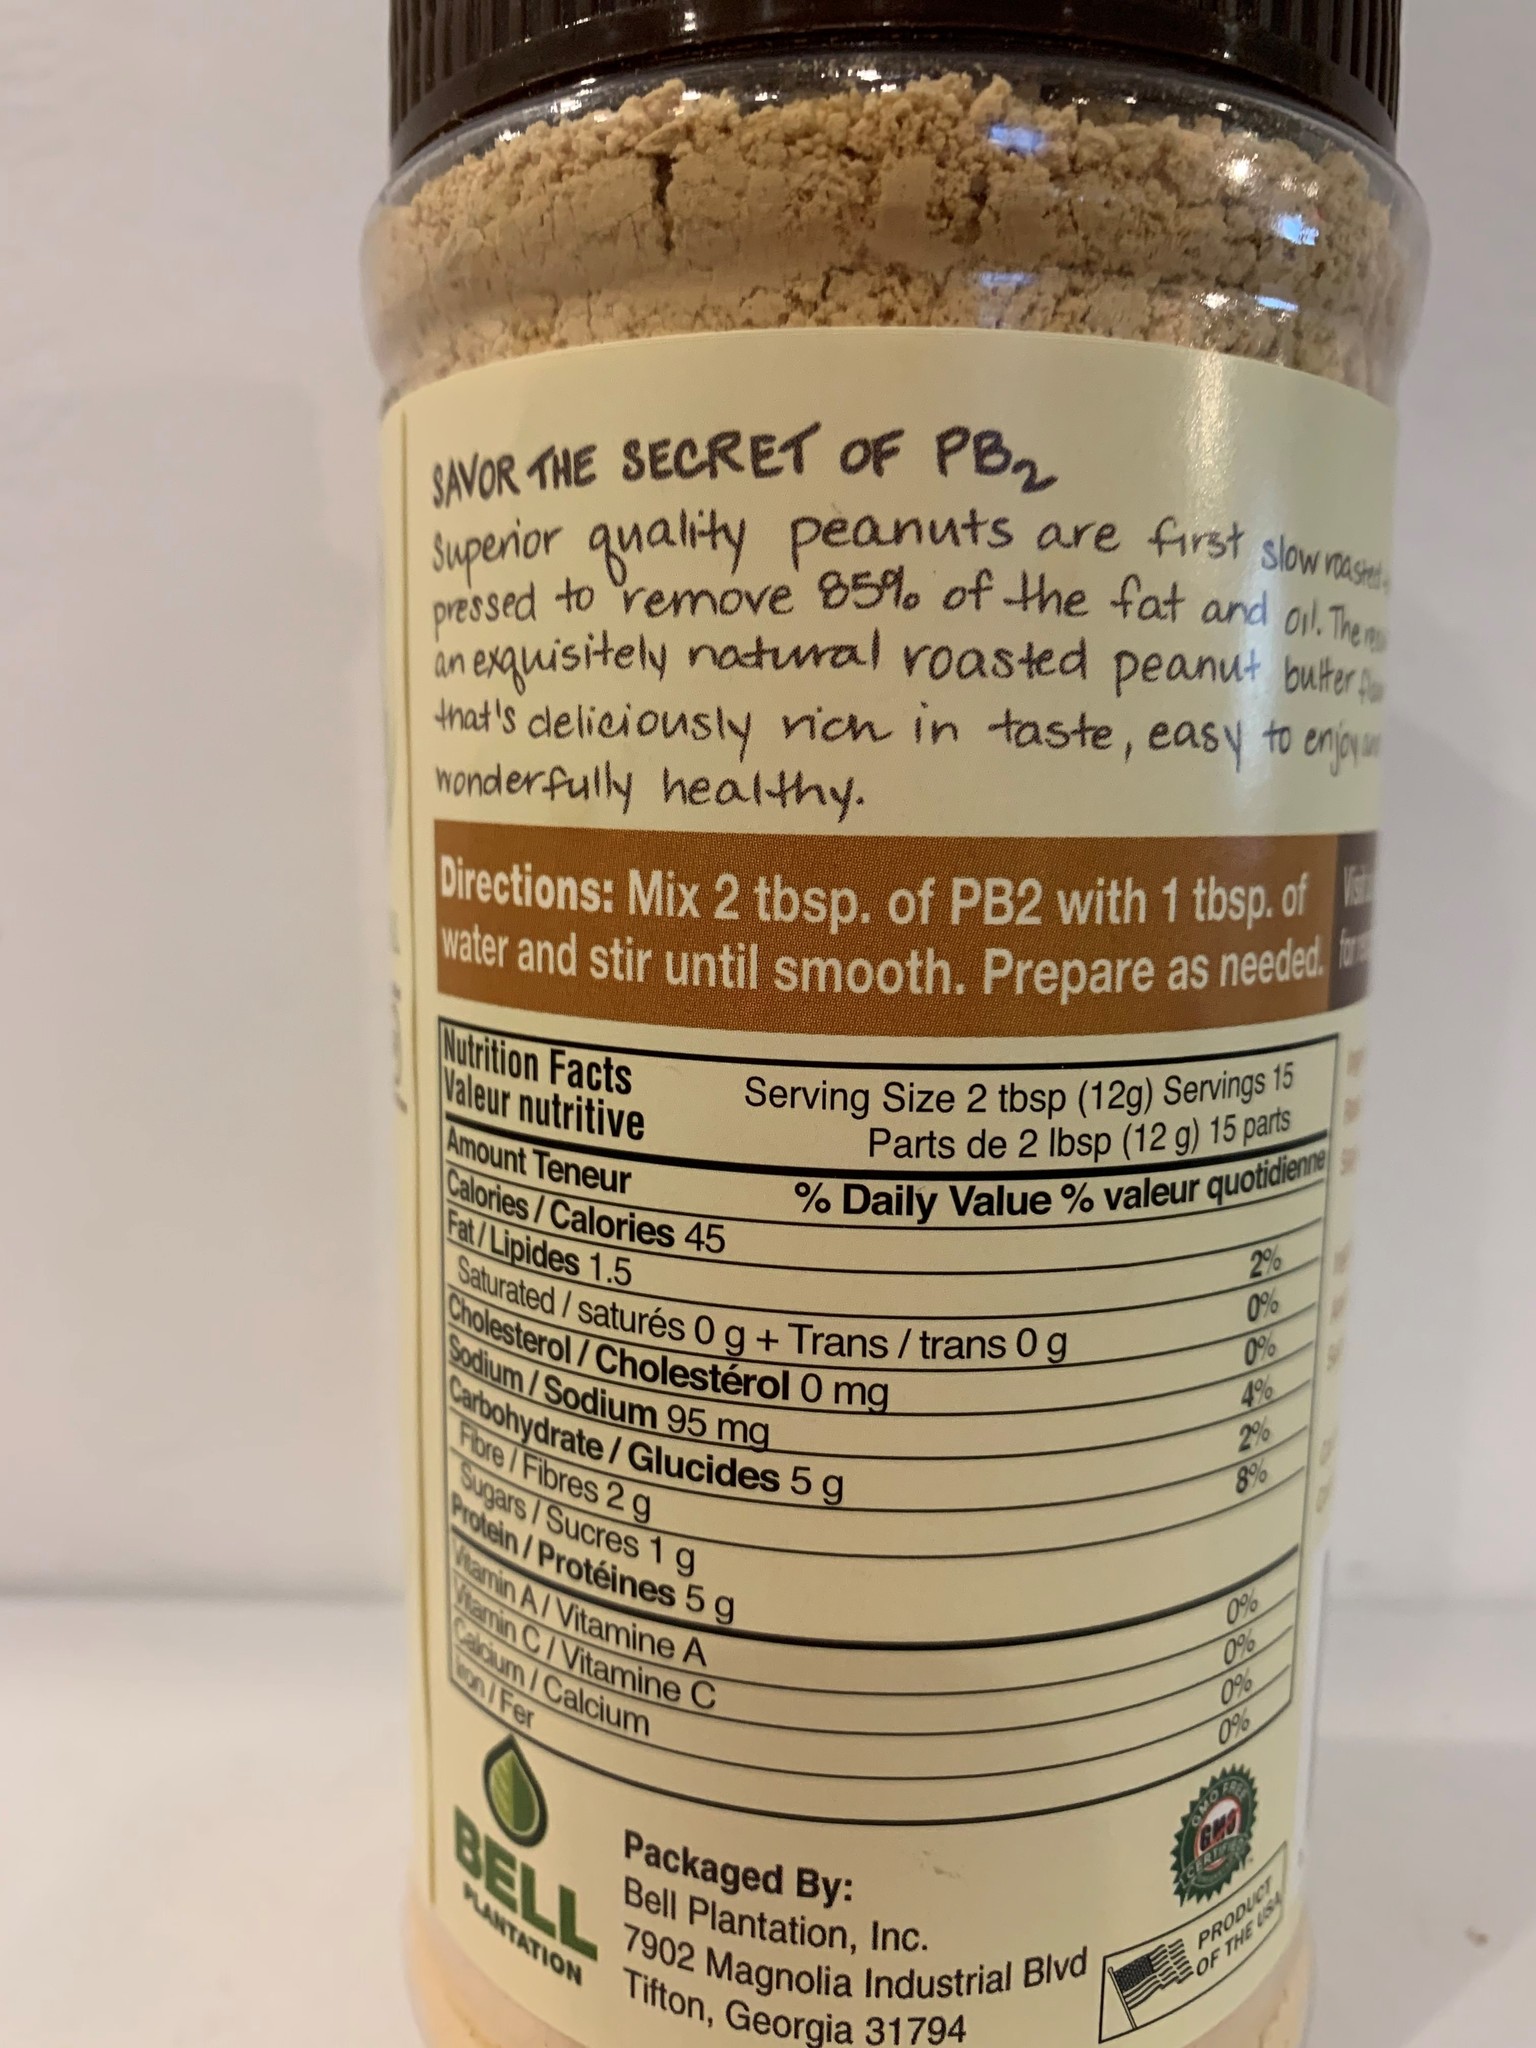 SAVOR THE SECRET OF PB2
Superior quality peanuts are first slow roasted
pressed to remove 85% of the fat and oil. The
an exquisitely natural roasted peanut butter
that's deliciously rich in taste, easy to enjoy
wonderfully healthy.
Directions: Mix 2 tbsp. of PB2 with 1 tbsp. of
water and stir until smooth. Prepare as needed.
Nutrition Facts
Valeur nutritive
Serving Size 2 tbsp (12g) Servings 15
Parts de 2 lbsp (12 g) 15 parts
Amount Teneur % Daily Value % valeur quotidienne
Calories / Calories 45
Fat / Lipides 1.5 2%
Saturated / saturés 0 g + Trans / trans 0 g 0%
Cholesterol / Cholestérol 0 mg 0%
Sodium / Sodium 95 mg 4%
Carbohydrate / Glucides 5 g 2%
Fibre / Fibres 2 g 8%
Sugars / Sucres 1 g
Protein / Protéines 5 g
Vitamin A / Vitamine A 0%
Vitamin C / Vitamine C 0%
Calcium / Calcium 0%
Iron / Fer 0%
BELL
PLANTATION
Packaged By:
Bell Plantation, Inc.
7902 Magnolia Industrial Blvd
Tifton, Georgia 31794
GMO FREE
GMO
CERTIFIED
PRODUCT
OF THE USA